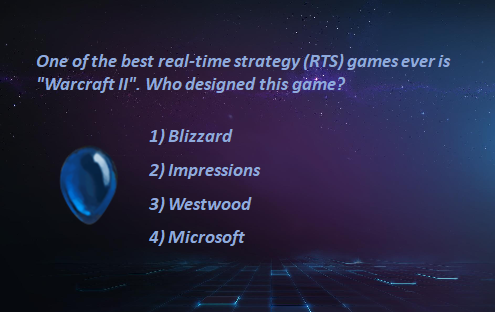 One of the best real-time strategy (RTS) games ever is
"Warcraft II". Who designed this game?
1) Blizzard
2) Impressions
3) Westwood
4) Microsoft